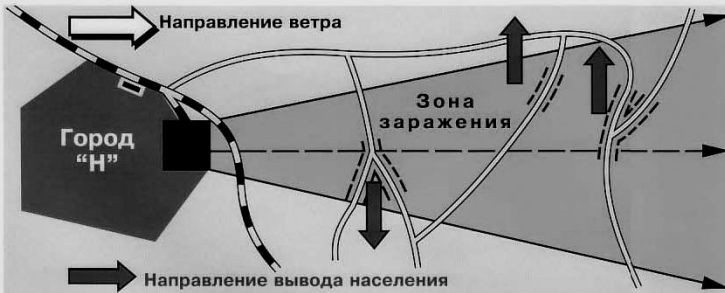 Направление ветра
Зона
заражения
Город
"Н"
Направление вывода населения